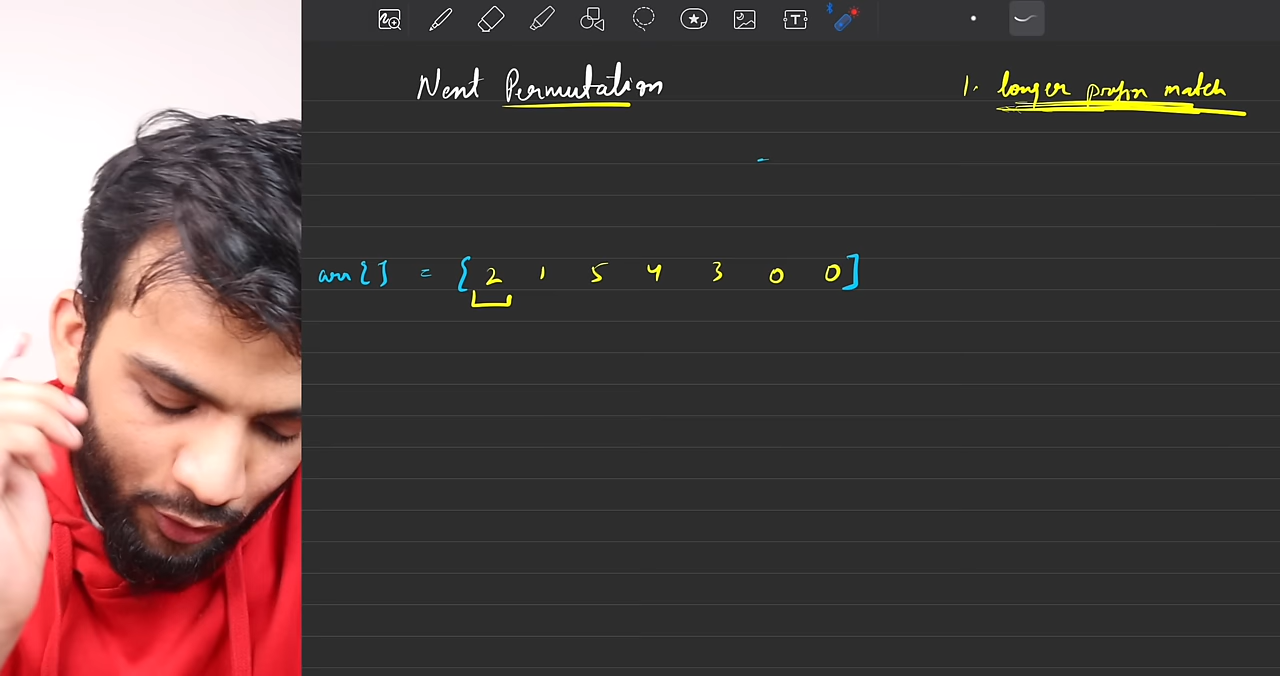 Next Permutation
1. longer prefix match
arr[] = [2 1 5 4 3 0 0]